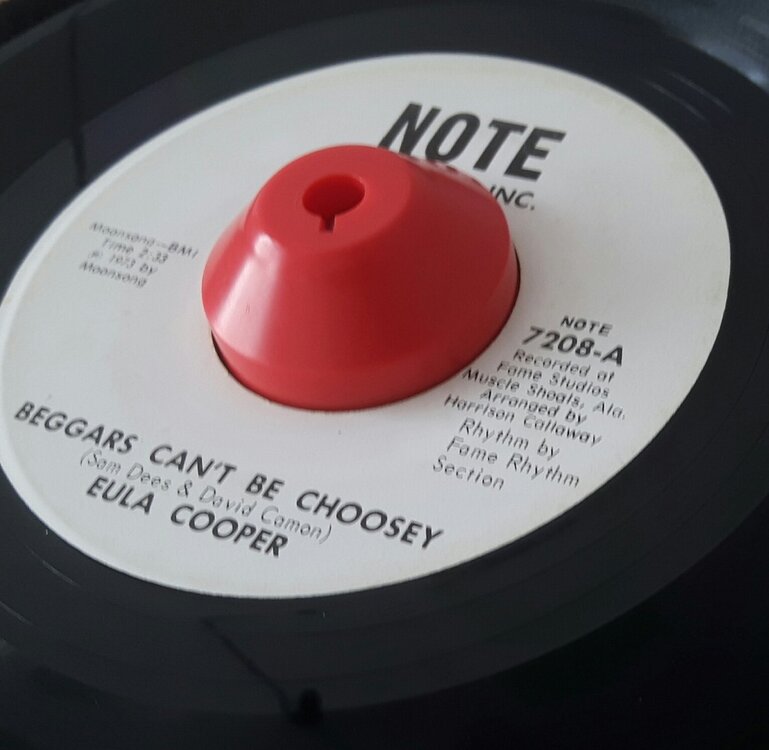 NOTE
INC.
Moonsong—BMI
Time 2:33
℗ 1973 by
Moonsong
NOTE
7208-A
Recorded at
Fame Studios
Muscle Shoals, Ala.
Arranged by
Harrison Callaway
Rhythm by
Fame Rhythm
Section
BEGGARS CAN'T BE CHOOSEY
(Sam Dees & David Camon)
EULA COOPER